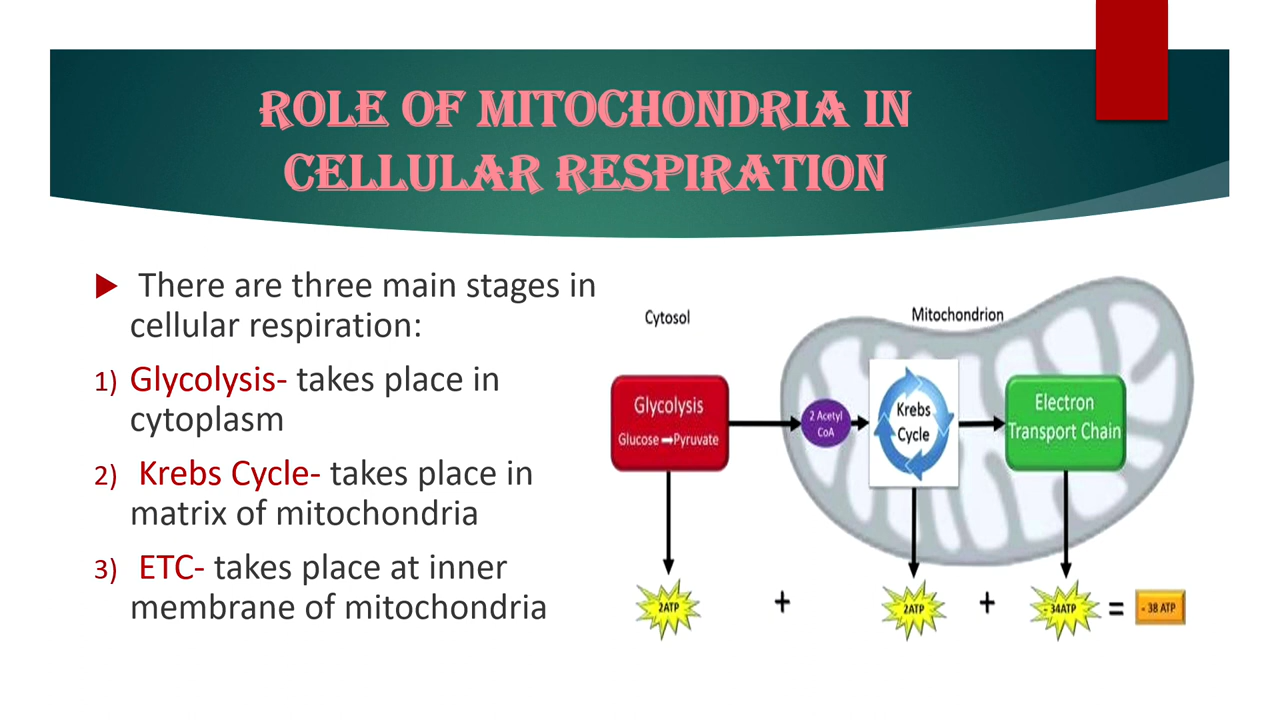 ROLE OF MITOCHONDRIA IN
CELLULAR RESPIRATION
There are three main stages in
cellular respiration:
1) Glycolysis- takes place in
cytoplasm
2) Krebs Cycle- takes place in
matrix of mitochondria
3) ETC- takes place at inner
membrane of mitochondria
Cytosol
Mitochondrion
Glycolysis
Glucose ➡Pyruvate
2 Acetyl
CoA
Krebs
Cycle
Electron
Transport Chain
2ATP
+
2ATP
+
- 34ATP
=
- 38 ATP